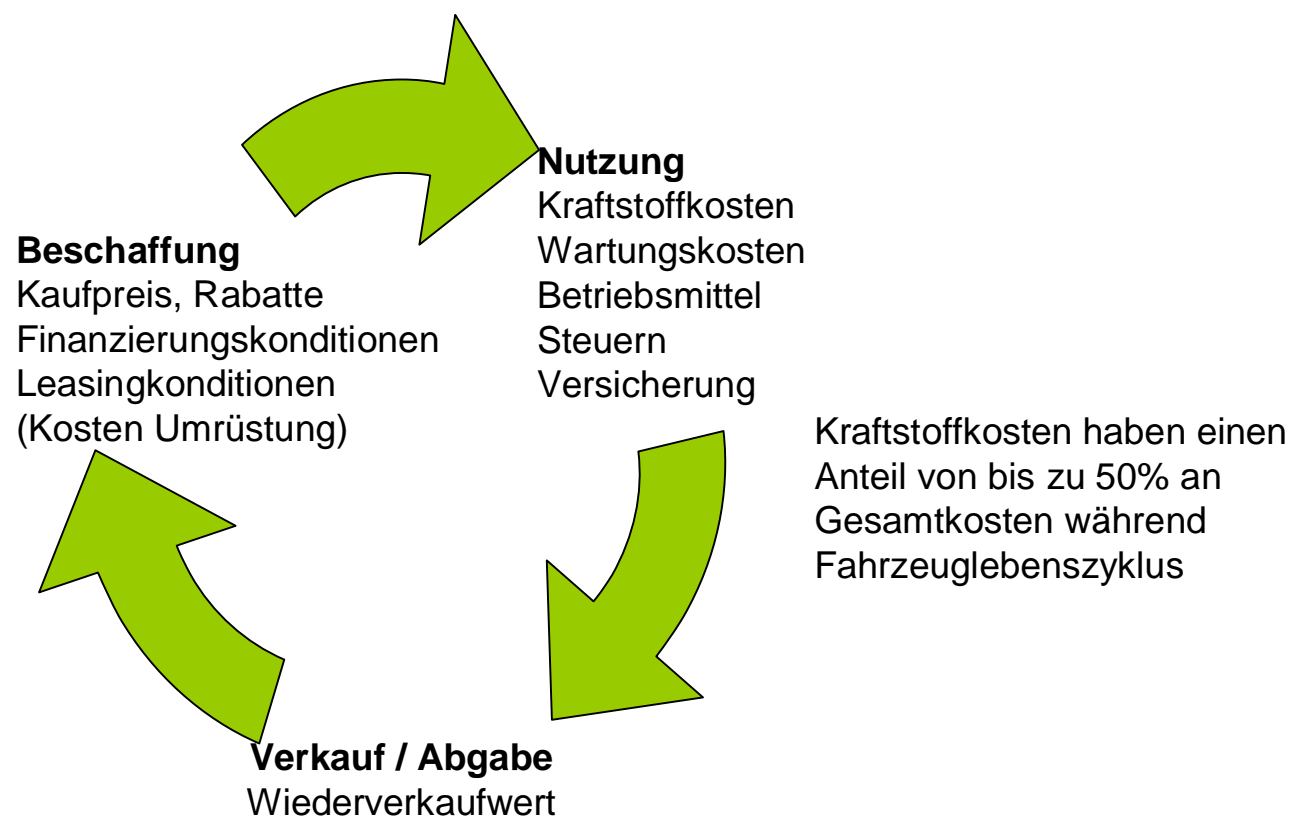 Beschaffung
Kaufpreis, Rabatte
Finanzierungskonditionen
Leasingkonditionen
(Kosten Umrüstung)
Nutzung
Kraftstoffkosten
Wartungskosten
Betriebsmittel
Steuern
Versicherung
Kraftstoffkosten haben einen
Anteil von bis zu 50% an
Gesamtkosten während
Fahrzeuglebenszyklus
Verkauf / Abgabe
Wiederverkaufwert